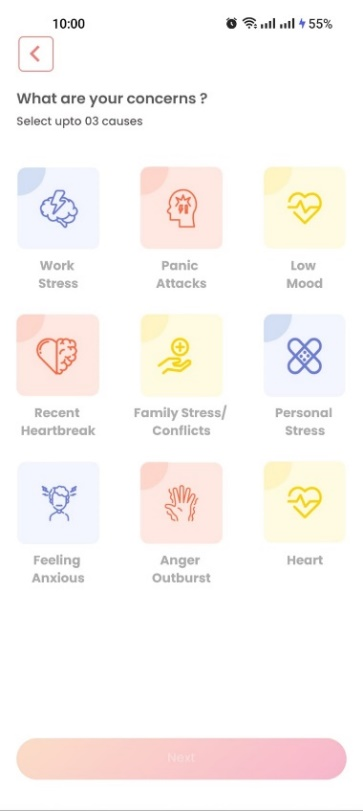 10:00
55%
What are your concerns ?
Select upto 03 causes
Work
Stress
Panic
Attacks
Low
Mood
Recent
Heartbreak
Family Stress/
Conflicts
Personal
Stress
Feeling
Anxious
Anger
Outburst
Heart
Next